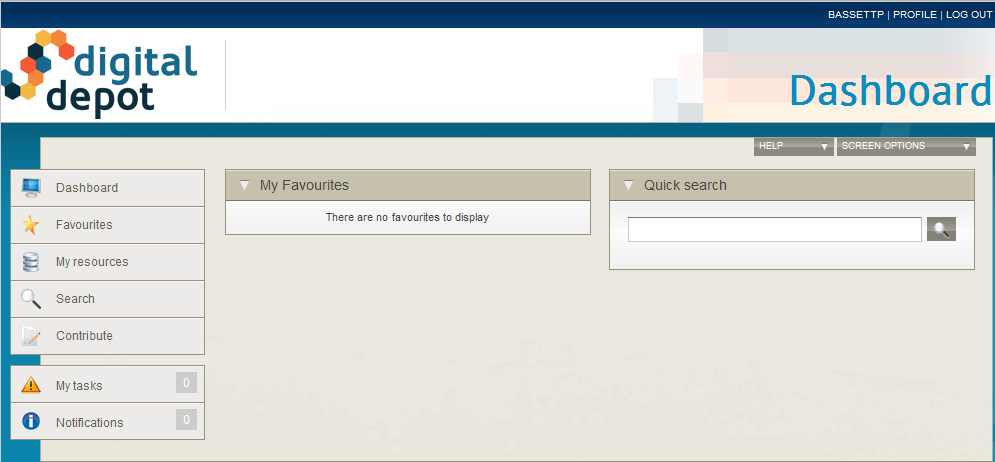 BASSETTP | PROFILE | LOG OUT
digital
depot
Dashboard
HELP
SCREEN OPTIONS
Dashboard
Favourites
My resources
Search
Contribute
My tasks 0
Notifications 0
My Favourites
There are no favourites to display
Quick search